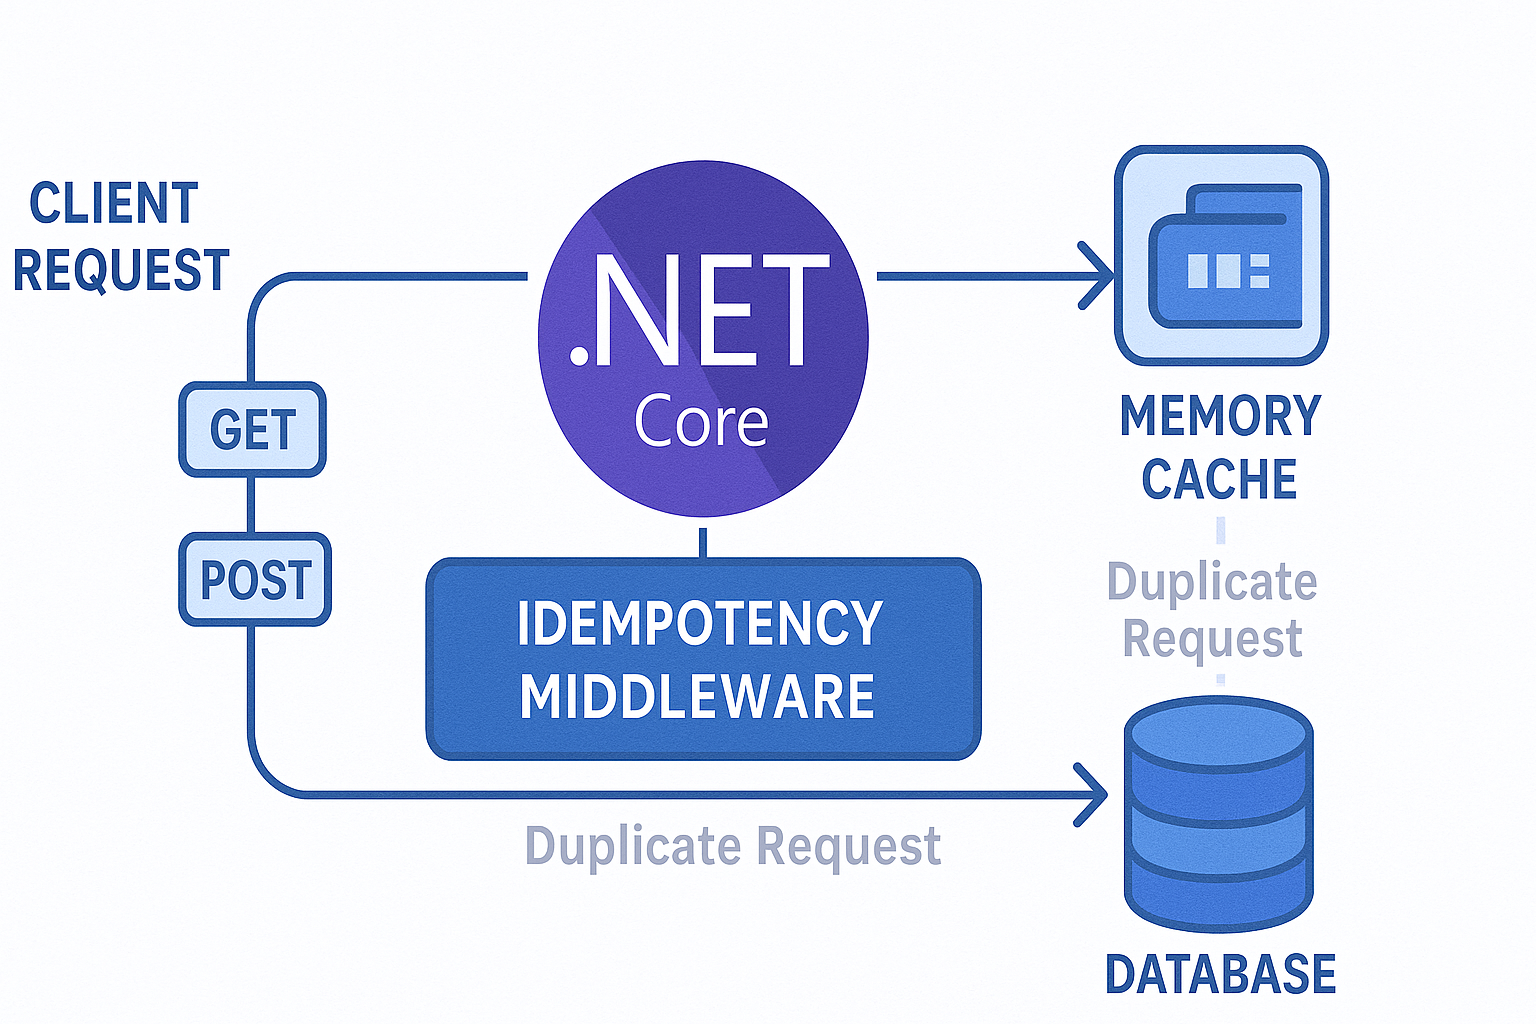 CLIENT
REQUEST
GET
POST
.NET
Core
IDEMPOTENCY
MIDDLEWARE
Duplicate Request
MEMORY
CACHE
Duplicate
Request
DATABASE